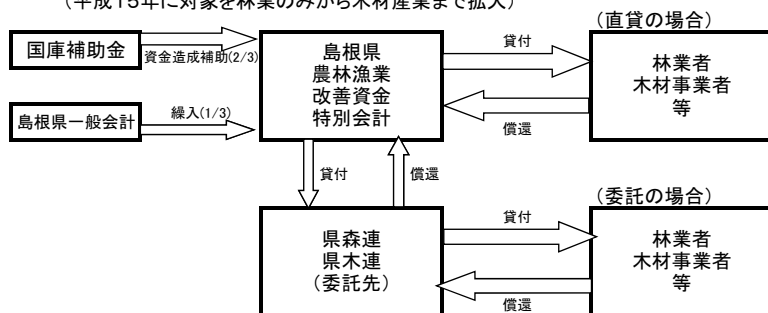 （平成１５年に対象を林業のみから木材産業まで拡大）
（直貸の場合）
国庫補助金
資金造成補助(2/3)
島根県
農林漁業
改善資金
特別会計
貸付
償還
林業者
木材事業者
等
島根県一般会計
繰入(1/3)
貸付
償還
（委託の場合）
県森連
県木連
（委託先）
貸付
償還
林業者
木材事業者
等